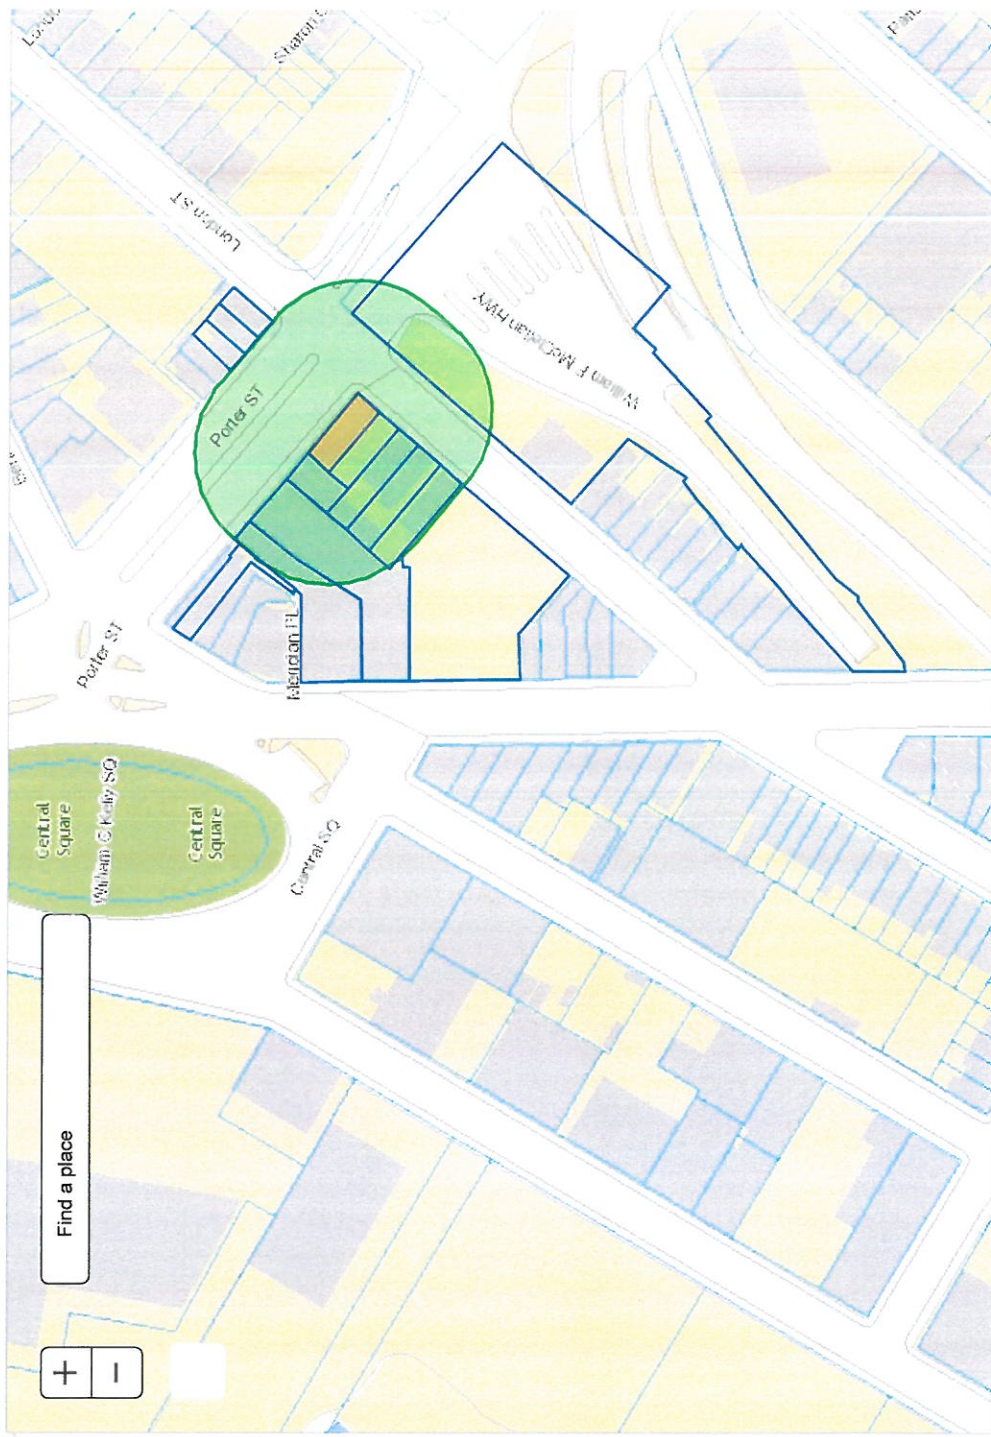 +
−
Find a place
Central
Square
William C Kelly SQ
Central
Square
Central SQ
Porter ST
Meridian PL
Porter ST
London ST
William F McClellan HWY